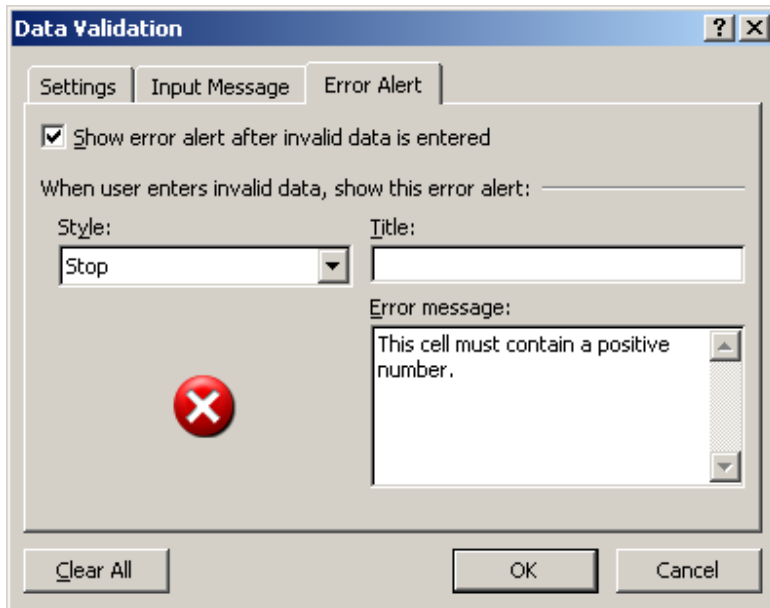 Data Validation
Settings Input Message Error Alert
Show error alert after invalid data is entered
When user enters invalid data, show this error alert:
Style: Title:
Stop
Error message:
This cell must contain a positive
number.
Clear All OK Cancel